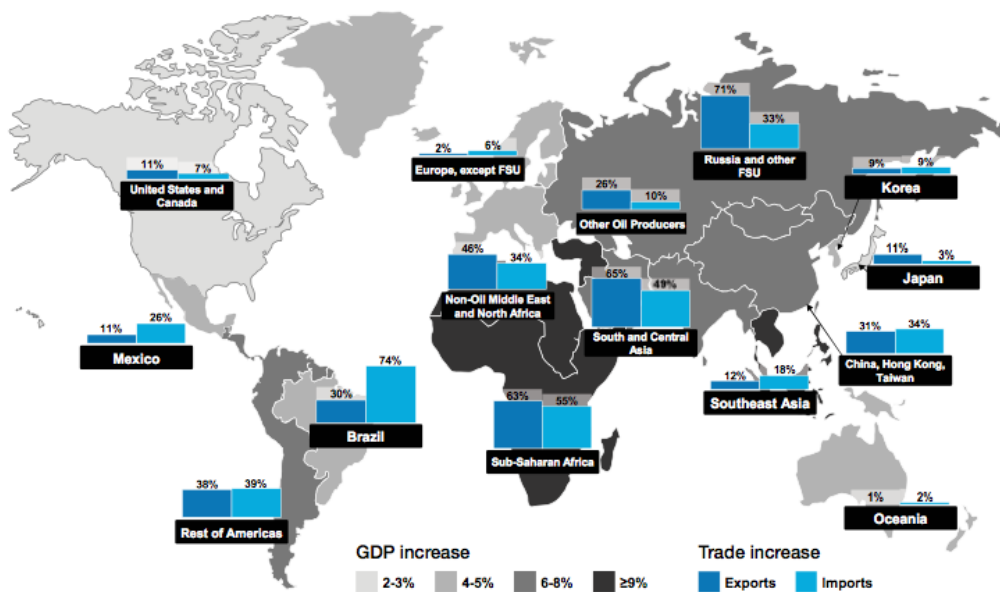 71%
33%
Russia and other
FSU
2%
6%
Europe, except FSU
11%
7%
United States and
Canada
9%
9%
Korea
26%
10%
Other Oil Producers
11%
3%
Japan
46%
34%
Non-Oil Middle East
and North Africa
65%
49%
South and Central
Asia
11%
26%
Mexico
31%
34%
China, Hong Kong,
Taiwan
12%
18%
Southeast Asia
30%
74%
Brazil
63%
55%
Sub-Saharan Africa
38%
39%
Rest of Americas
1%
2%
Oceania
GDP increase
2-3%
4-5%
6-8%
≥9%
Trade increase
Exports
Imports